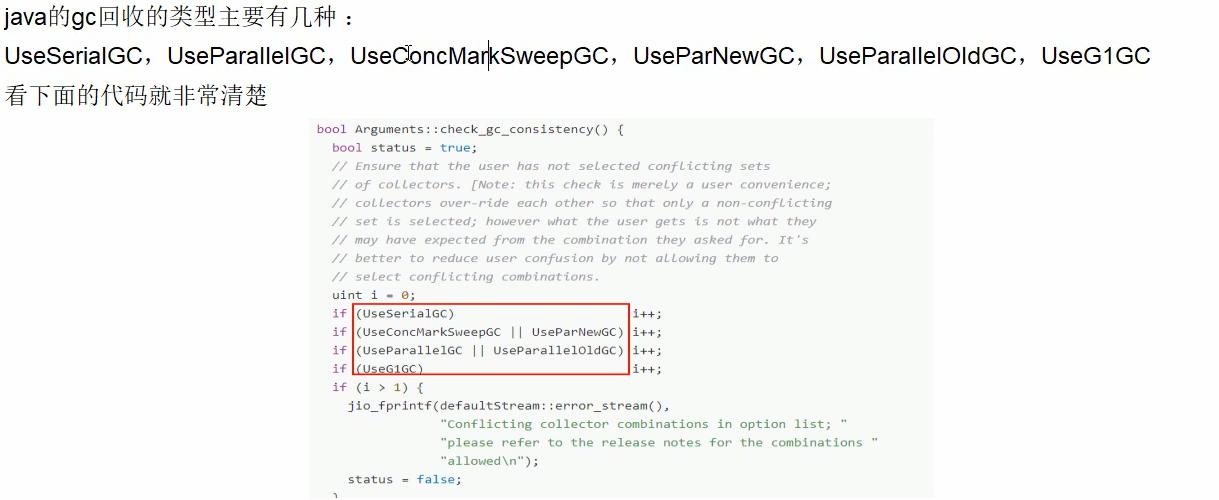 java的gc回收的类型主要有几种：
UseSerialGC，UseParallelGC，UseConcMarkSweepGC，UseParNewGC，UseParallelOldGC，UseG1GC
看下面的代码就非常清楚
bool Arguments::check_gc_consistency() {
bool status = true;
// Ensure that the user has not selected conflicting sets
// of collectors. [Note: this check is merely a user convenience;
// collectors over-ride each other so that only a non-conflicting
// set is selected; however what the user gets is not what they
// may have expected from the combination they asked for. It's
// better to reduce user confusion by not allowing them to
// select conflicting combinations.
uint i = 0;
if (UseSerialGC) i++;
if (UseConcMarkSweepGC || UseParNewGC) i++;
if (UseParallelGC || UseParallelOldGC) i++;
if (UseG1GC) i++;
if (i > 1) {
jio_fprintf(defaultStream::error_stream(),
"Conflicting collector combinations in option list; "
"please refer to the release notes for the combinations "
"allowed\n");
status = false;
}